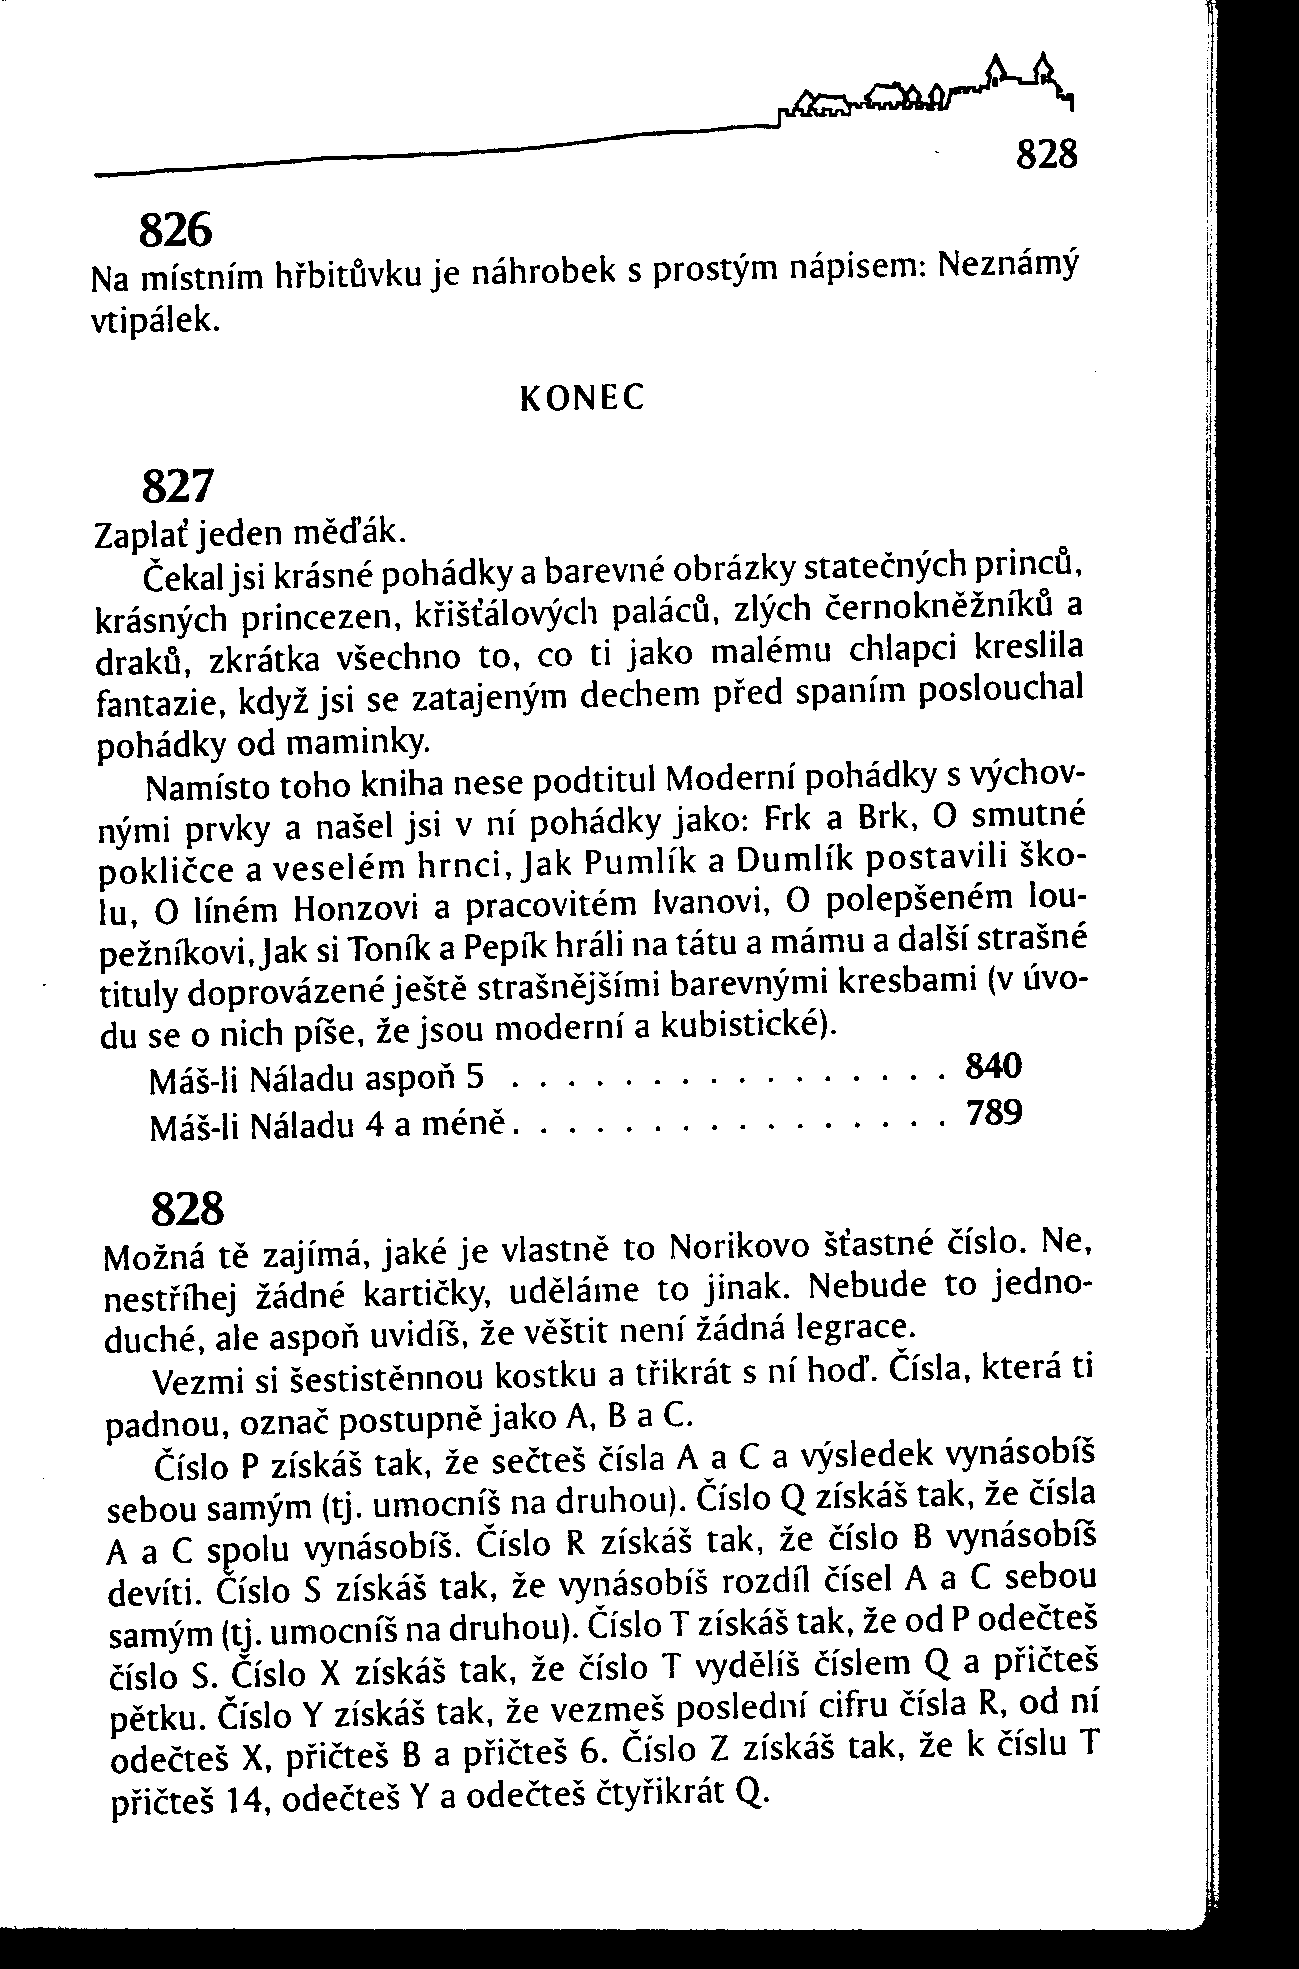 828
826
Na místním hřbitůvku je náhrobek s prostým nápisem: Neznámý
vtipálek.
KONEC
827
Zaplať jeden měďák.
Čekal jsi krásné pohádky a barevné obrázky statečných princů,
krásných princezen, křišťálových paláců, zlých černokněžníků a
draků, zkrátka všechno to, co ti jako malému chlapci kreslila
fantazie, když jsi se zatajeným dechem před spaním poslouchal
pohádky od maminky.
Namísto toho kniha nese podtitul Moderní pohádky s výchov-
nými prvky a našel jsi v ní pohádky jako: Frk a Brk, O smutné
pokličce a veselém hrnci, Jak Pumlík a Dumlík postavili ško-
lu, O líném Honzovi a pracovitém Ivanovi, O polepšeném lou-
pežníkovi, Jak si Toník a Pepík hráli na tátu a mámu a další strašné
tituly doprovázené ještě strašnějšími barevnými kresbami (v úvo-
du se o nich píše, že jsou moderní a kubistické).
Máš-li Náladu aspoň 5 . . . . . . . . . . . . . . . . 840
Máš-li Náladu 4 a méně. . . . . . . . . . . . . . . . 789
828
Možná tě zajímá, jaké je vlastně to Norikovo šťastné číslo. Ne,
nestříhej žádné kartičky, uděláme to jinak. Nebude to jedno-
duché, ale aspoň uvidíš, že věštit není žádná legrace.
Vezmi si šestistěnnou kostku a třikrát s ní hoď. Čísla, která ti
padnou, označ postupně jako A, B a C.
Číslo P získáš tak, že sečteš čísla A a C a výsledek vynásobíš
sebou samým (tj. umocníš na druhou). Číslo Q získáš tak, že čísla
A a C spolu vynásobíš. Číslo R získáš tak, že číslo B vynásobíš
devíti. Číslo S získáš tak, že vynásobíš rozdíl čísel A a C sebou
samým (tj. umocníš na druhou). Číslo T získáš tak, že od P odečteš
číslo S. Číslo X získáš tak, že číslo T vydělíš číslem Q a přičteš
pětku. Číslo Y získáš tak, že vezmeš poslední cifru čísla R, od ní
odečteš X, přičteš B a přičteš 6. Číslo Z získáš tak, že k číslu T
přičteš 14, odečteš Y a odečteš čtyřikrát Q.